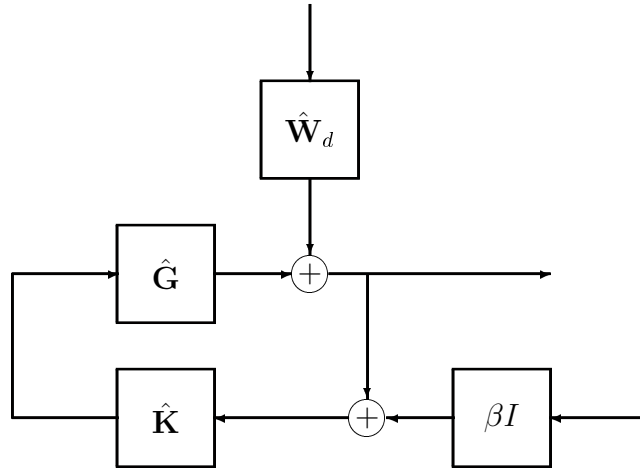 Ŵ_d
Ĝ
+
K̂
+
βI